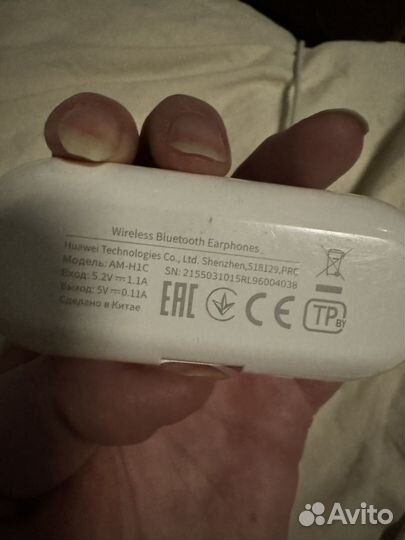 Wireless Bluetooth Earphones
Huawei Technologies Co., Ltd. Shenzhen,518129,PRC
Модель: AM-H1C
SN: 2155031015RL96004038
Вход: 5.2V⎓1.1A
Выход: 5V⎓0.11A
Сделано в Китае
EAC
CE
TP
BY
Avito